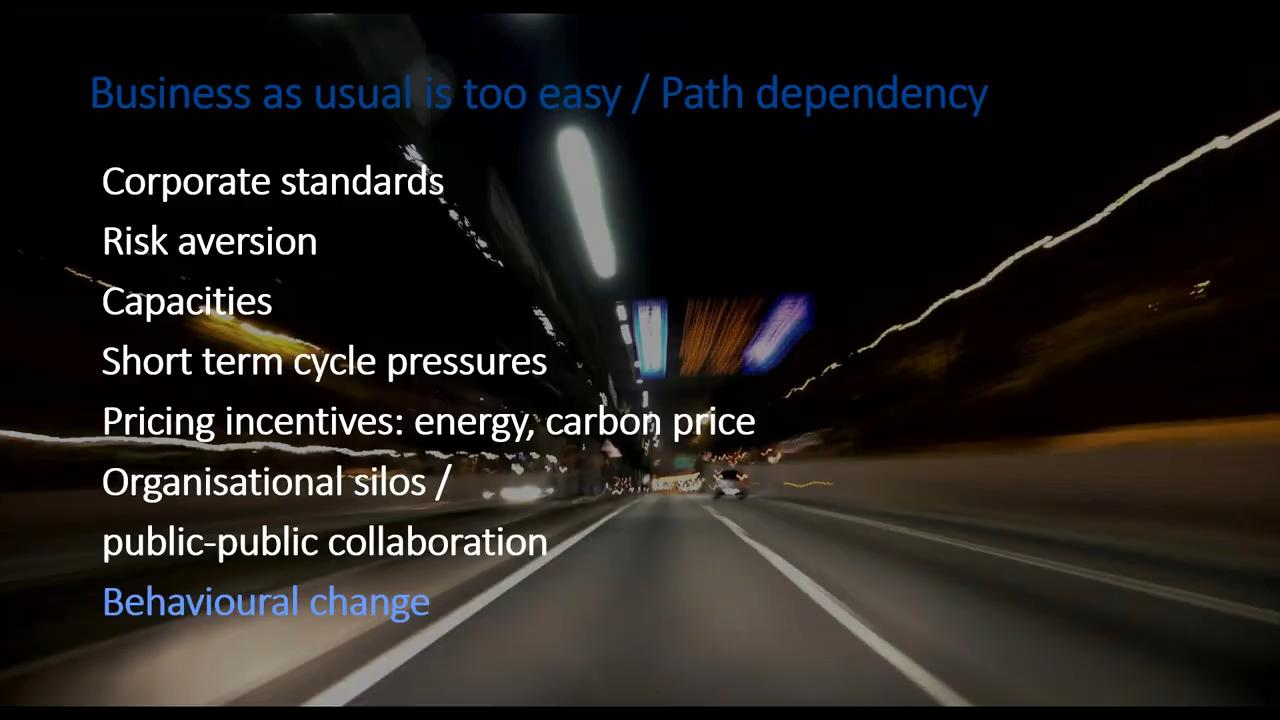 Business as usual is too easy / Path dependency
Corporate standards
Risk aversion
Capacities
Short term cycle pressures
Pricing incentives: energy, carbon price
Organisational silos /
public-public collaboration
Behavioural change